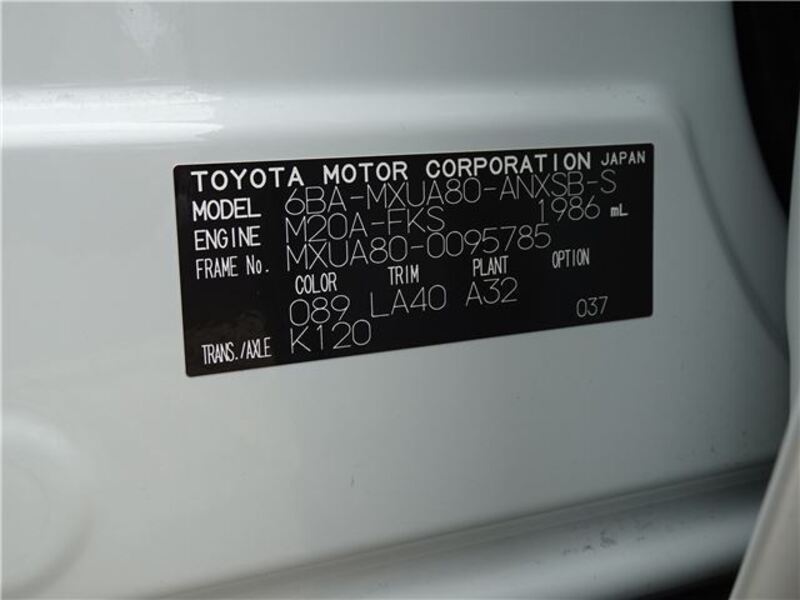 TOYOTA MOTOR CORPORATION JAPAN
MODEL 6BA-MXUA80-ANXSB-S
ENGINE M20A-FKS 1986 mL
FRAME No. MXUA80-0095785
COLOR TRIM PLANT OPTION
089 LA40 A32 037
TRANS./AXLE K120